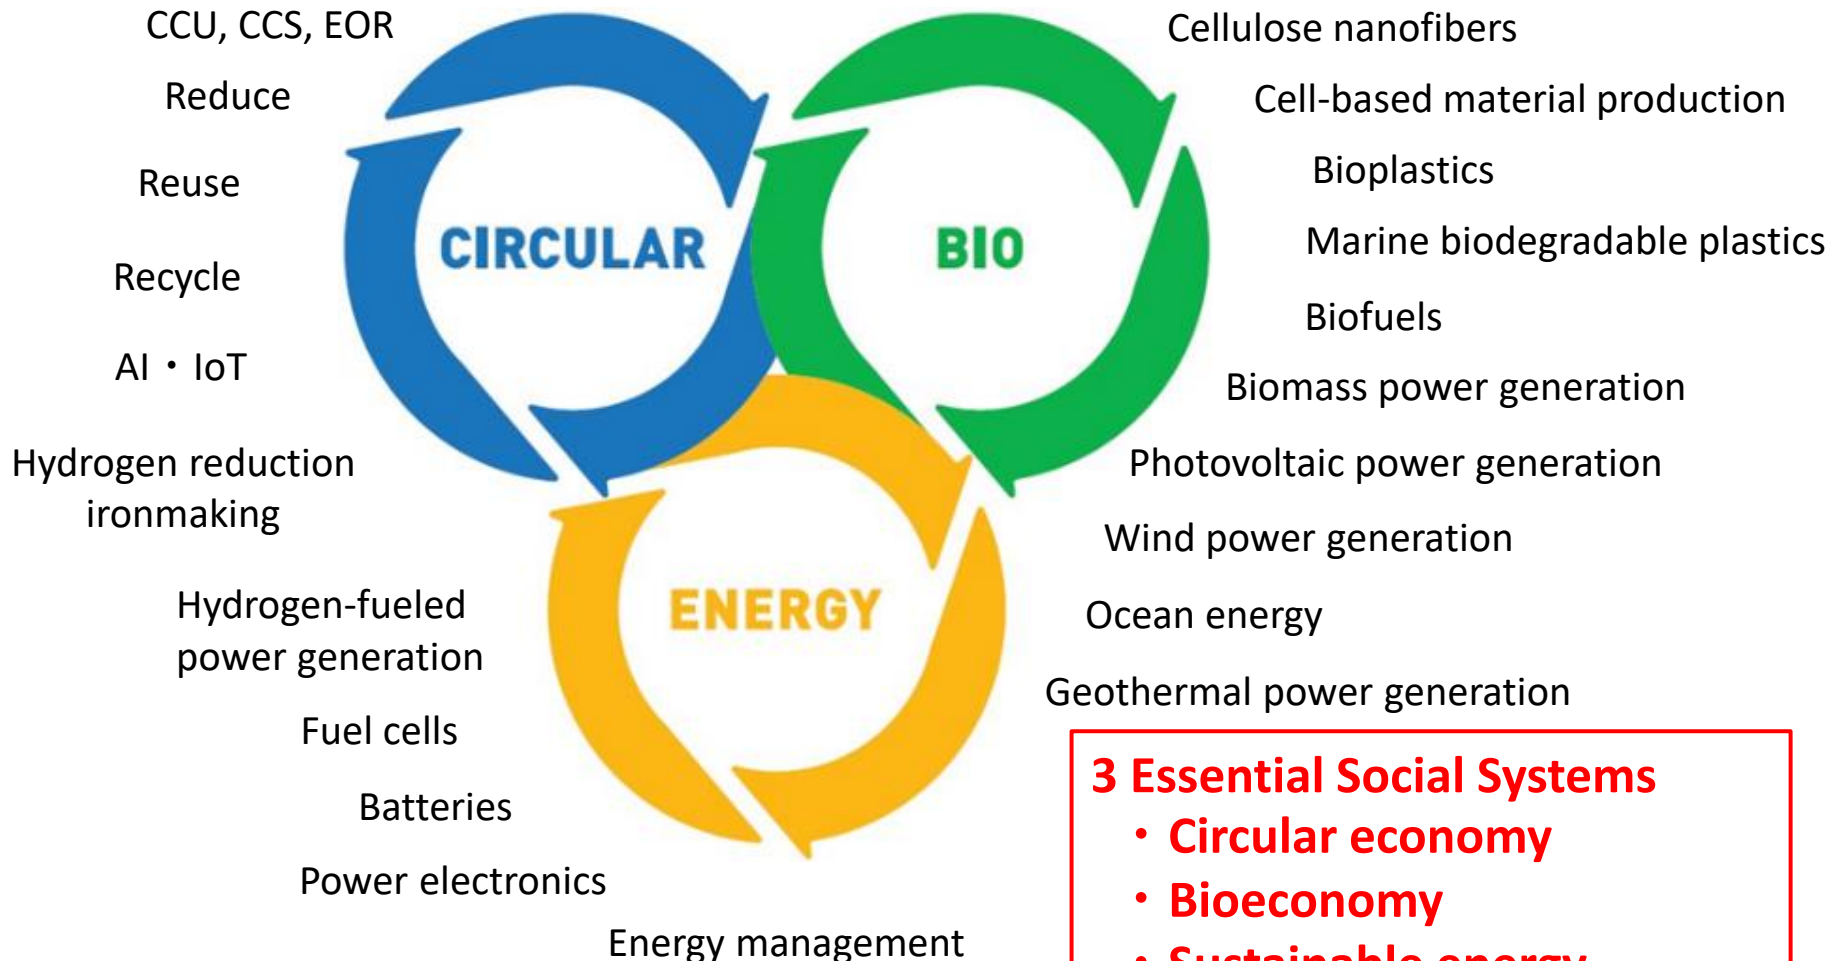 CCU, CCS, EOR
Reduce
Reuse
Recycle
AI・IoT
Hydrogen reduction
ironmaking
Hydrogen-fueled
power generation
Fuel cells
Batteries
Power electronics
Energy management
CIRCULAR
BIO
ENERGY
Cellulose nanofibers
Cell-based material production
Bioplastics
Marine biodegradable plastics
Biofuels
Biomass power generation
Photovoltaic power generation
Wind power generation
Ocean energy
Geothermal power generation
3 Essential Social Systems
・Circular economy
・Bioeconomy
・Sustainable energy